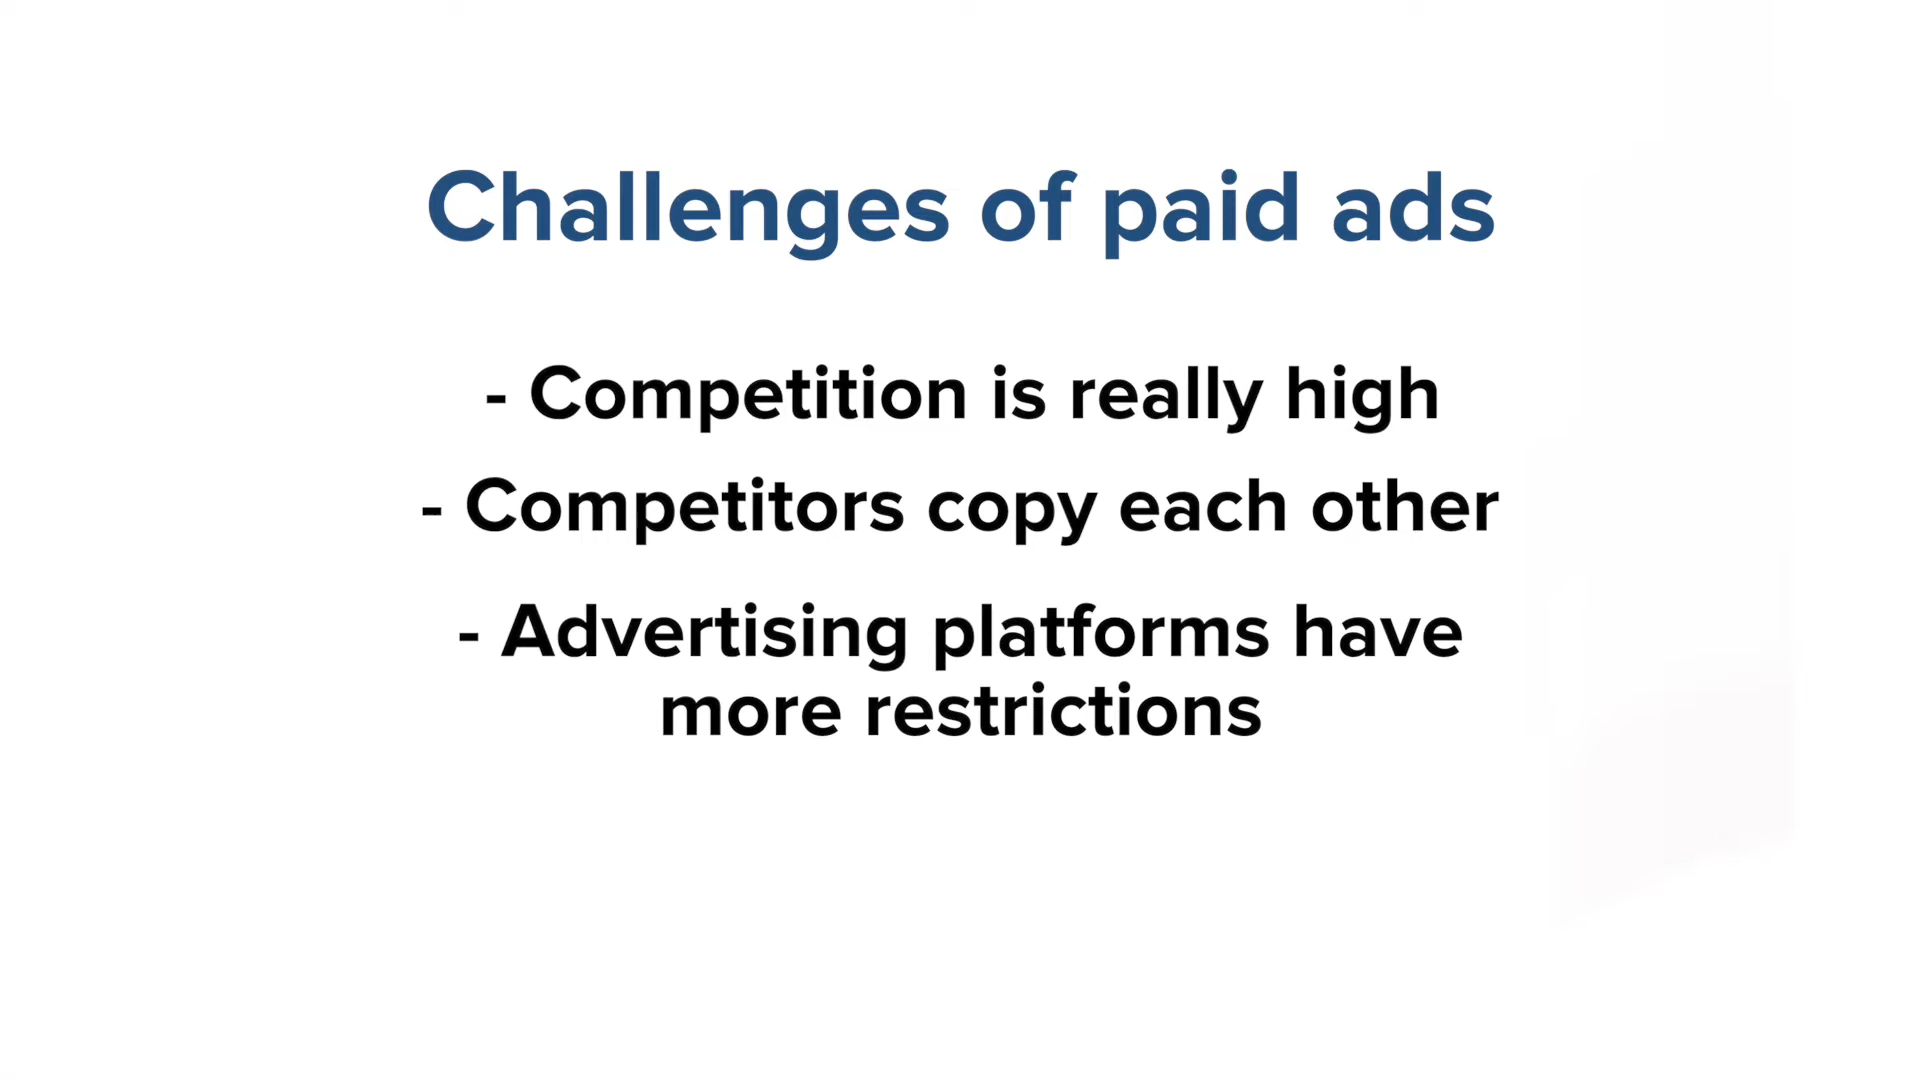 Challenges of paid ads
- Competition is really high
- Competitors copy each other
- Advertising platforms have
more restrictions